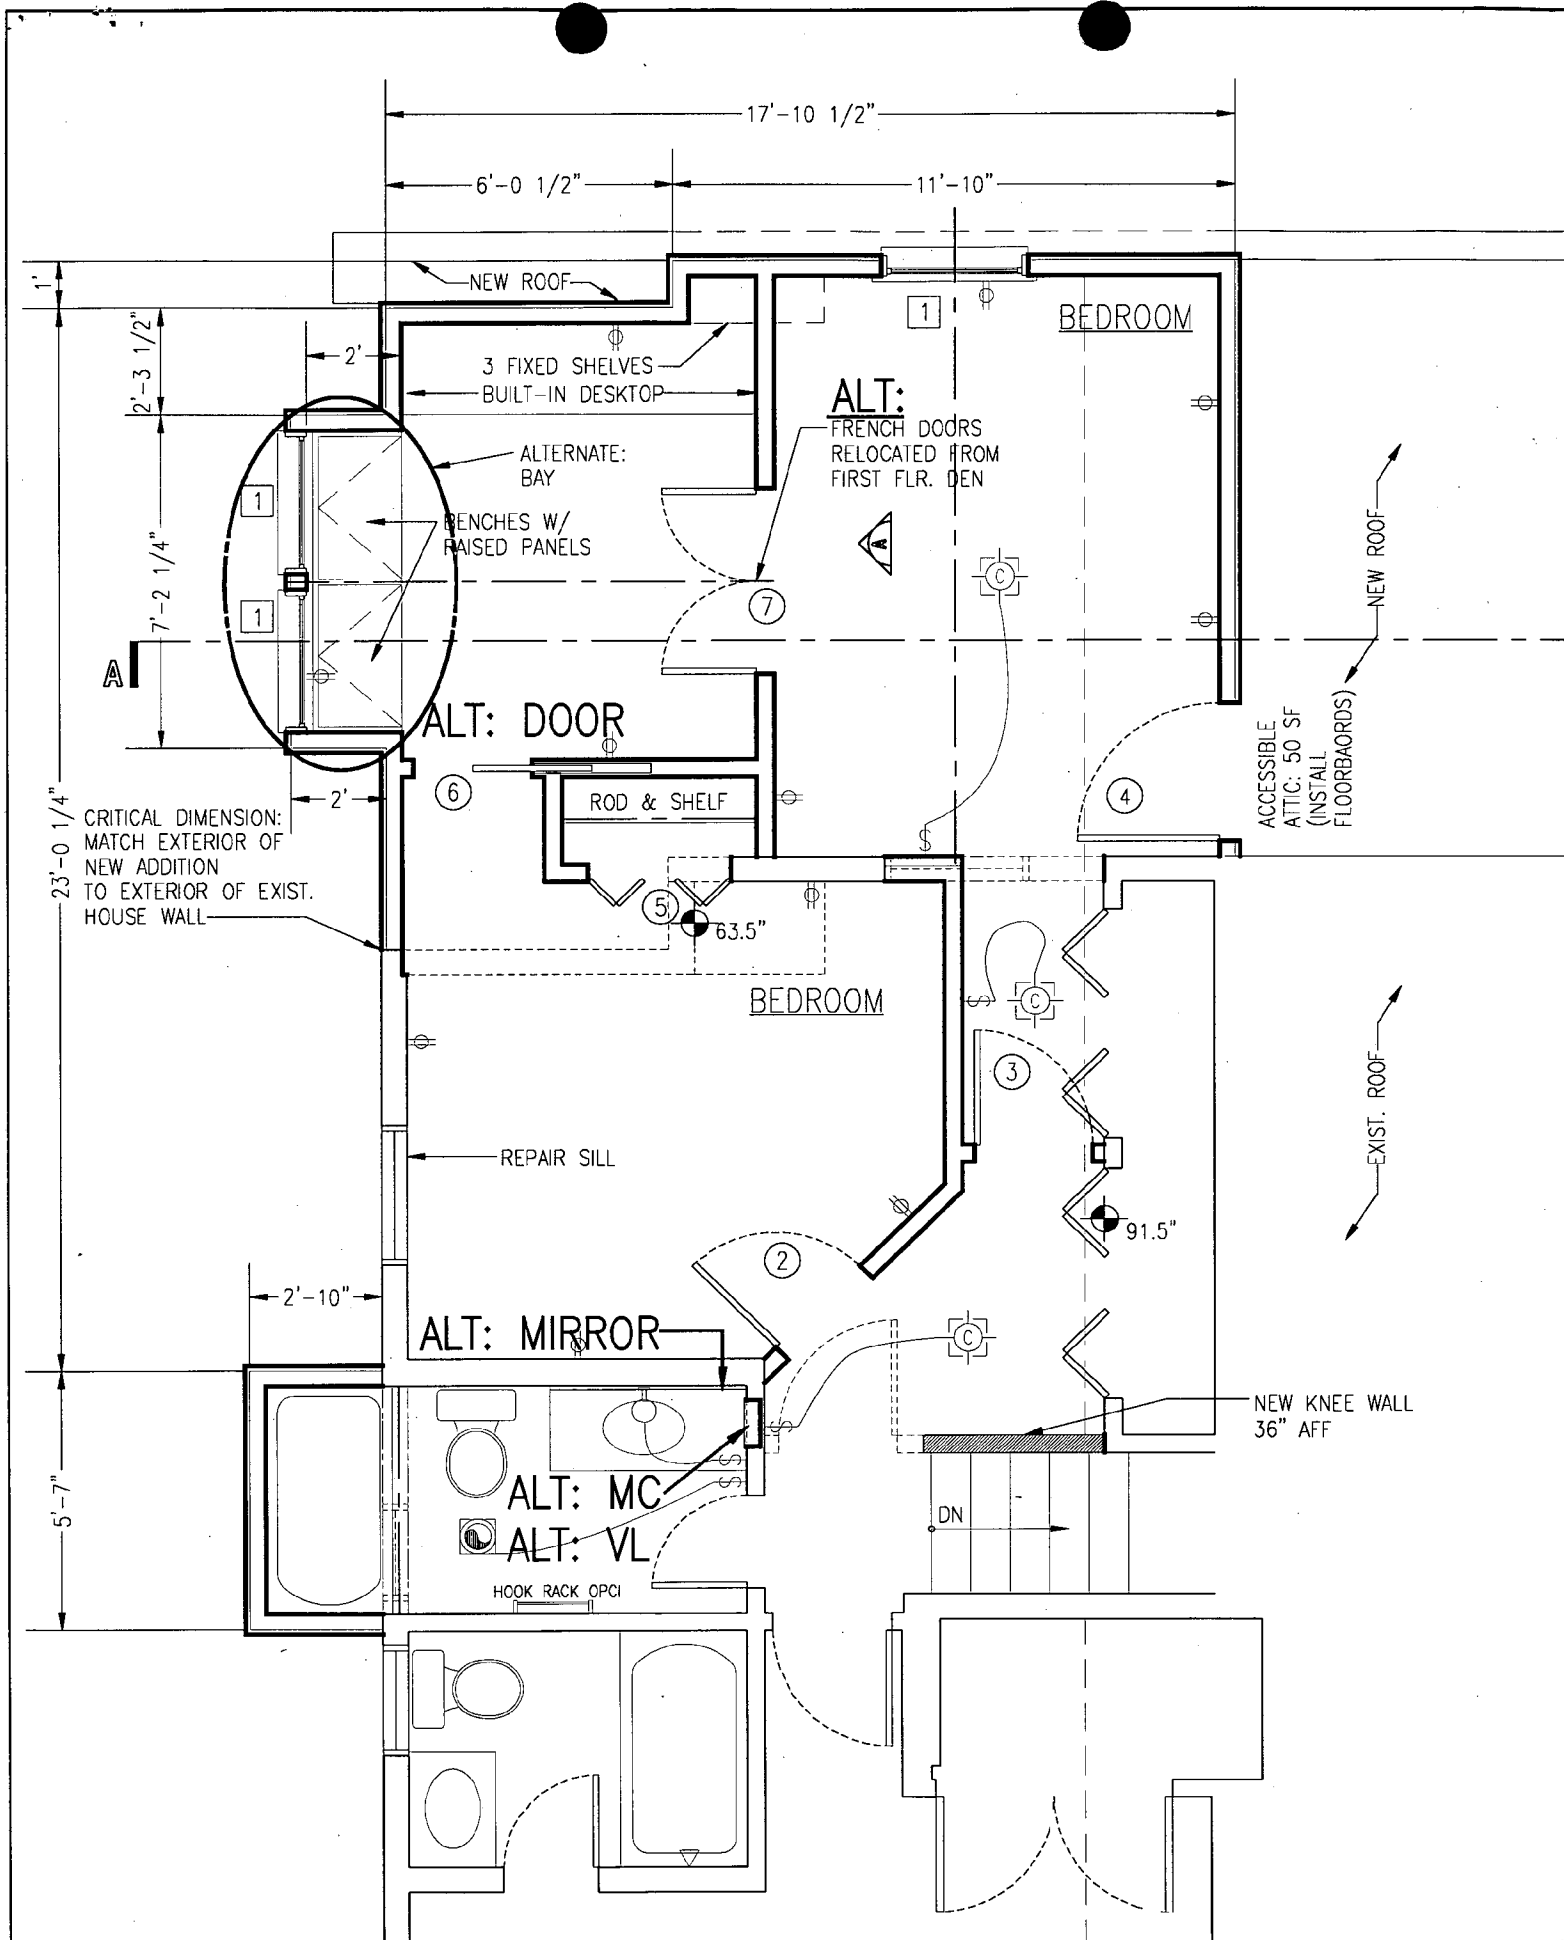 17'-10 1/2"
6'-0 1/2"
11'-10"
1'
NEW ROOF
2'-3 1/2"
2'
3 FIXED SHELVES
BUILT-IN DESKTOP
1
BEDROOM
ALT:
FRENCH DOORS
RELOCATED FROM
FIRST FLR. DEN
ALTERNATE:
BAY
1
BENCHES W/
RAISED PANELS
A
C
7'-2 1/4"
1
7
NEW ROOF
A
ALT: DOOR
6
ROD & SHELF
4
ACCESSIBLE
ATTIC: 50 SF
(INSTALL
FLOORBAORDS)
2'
23'-0 1/4"
CRITICAL DIMENSION:
MATCH EXTERIOR OF
NEW ADDITION
TO EXTERIOR OF EXIST.
HOUSE WALL
$
5
63.5"
BEDROOM
$
C
3
EXIST. ROOF
REPAIR SILL
91.5"
2
2'-10"
ALT: MIRROR
C
NEW KNEE WALL
36" AFF
$
$
$
ALT: MC
5'-7"
DN
ALT: VL
HOOK RACK OPCI